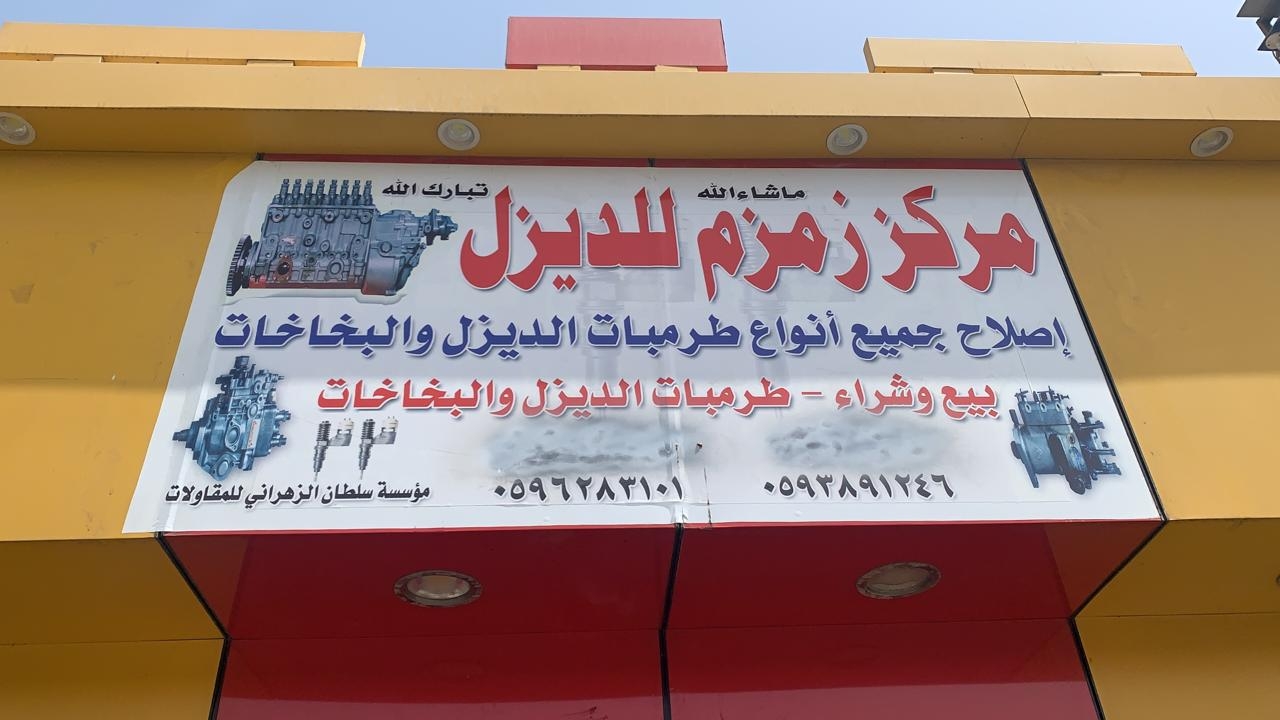 ماشاءالله تبارك الله
مركز زمزم للديزل
إصلاح جميع أنواع طرمبات الديزل والبخاخات
بيع وشراء - طرمبات الديزل والبخاخات
٠٥٩٣٨٩١٢٤٦ ٠٥٩٦٢٨٣١٠١
مؤسسة سلطان الزهراني للمقاولات